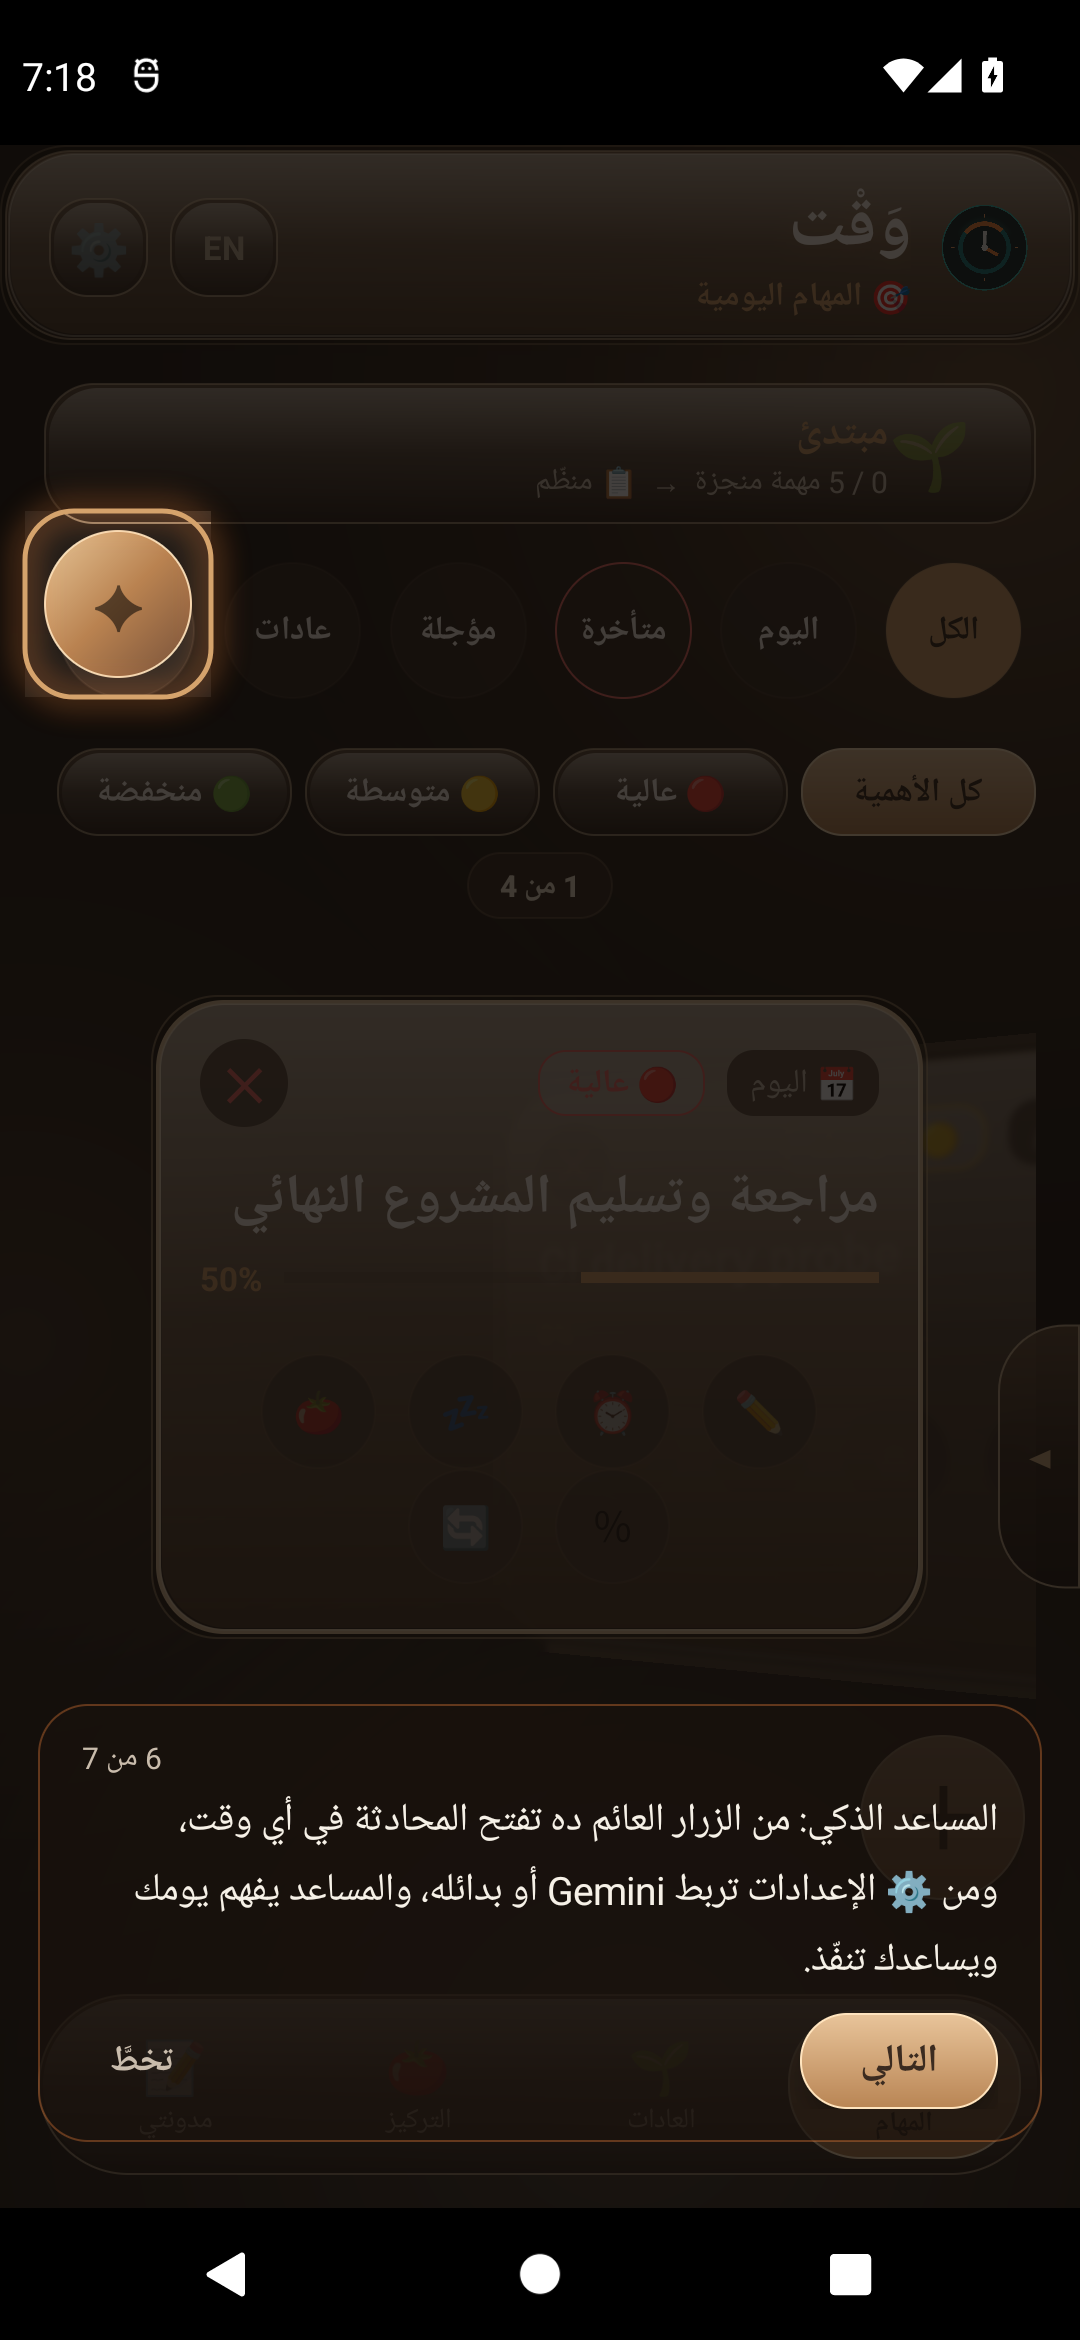 7:18
وَقْت
🎯 المهام اليومية
EN
مبتدئ
0 / 5 مهمة منجزة → 📋 منظّم
الكل
اليوم
متأخرة
مؤجلة
عادات
كل الأهمية
🔴 عالية
🟡 متوسطة
🟢 منخفضة
1 من 4
📅 اليوم
🔴 عالية
مراجعة وتسليم المشروع النهائي
50%
%
6 من 7
المساعد الذكي: من الزرار العائم ده تفتح المحادثة في أي وقت،
ومن ⚙️ الإعدادات تربط Gemini أو بدائله، والمساعد يفهم يومك
ويساعدك تنفّذ.
التالي
تخطَّ
المهام
العادات
التركيز
مدونتي